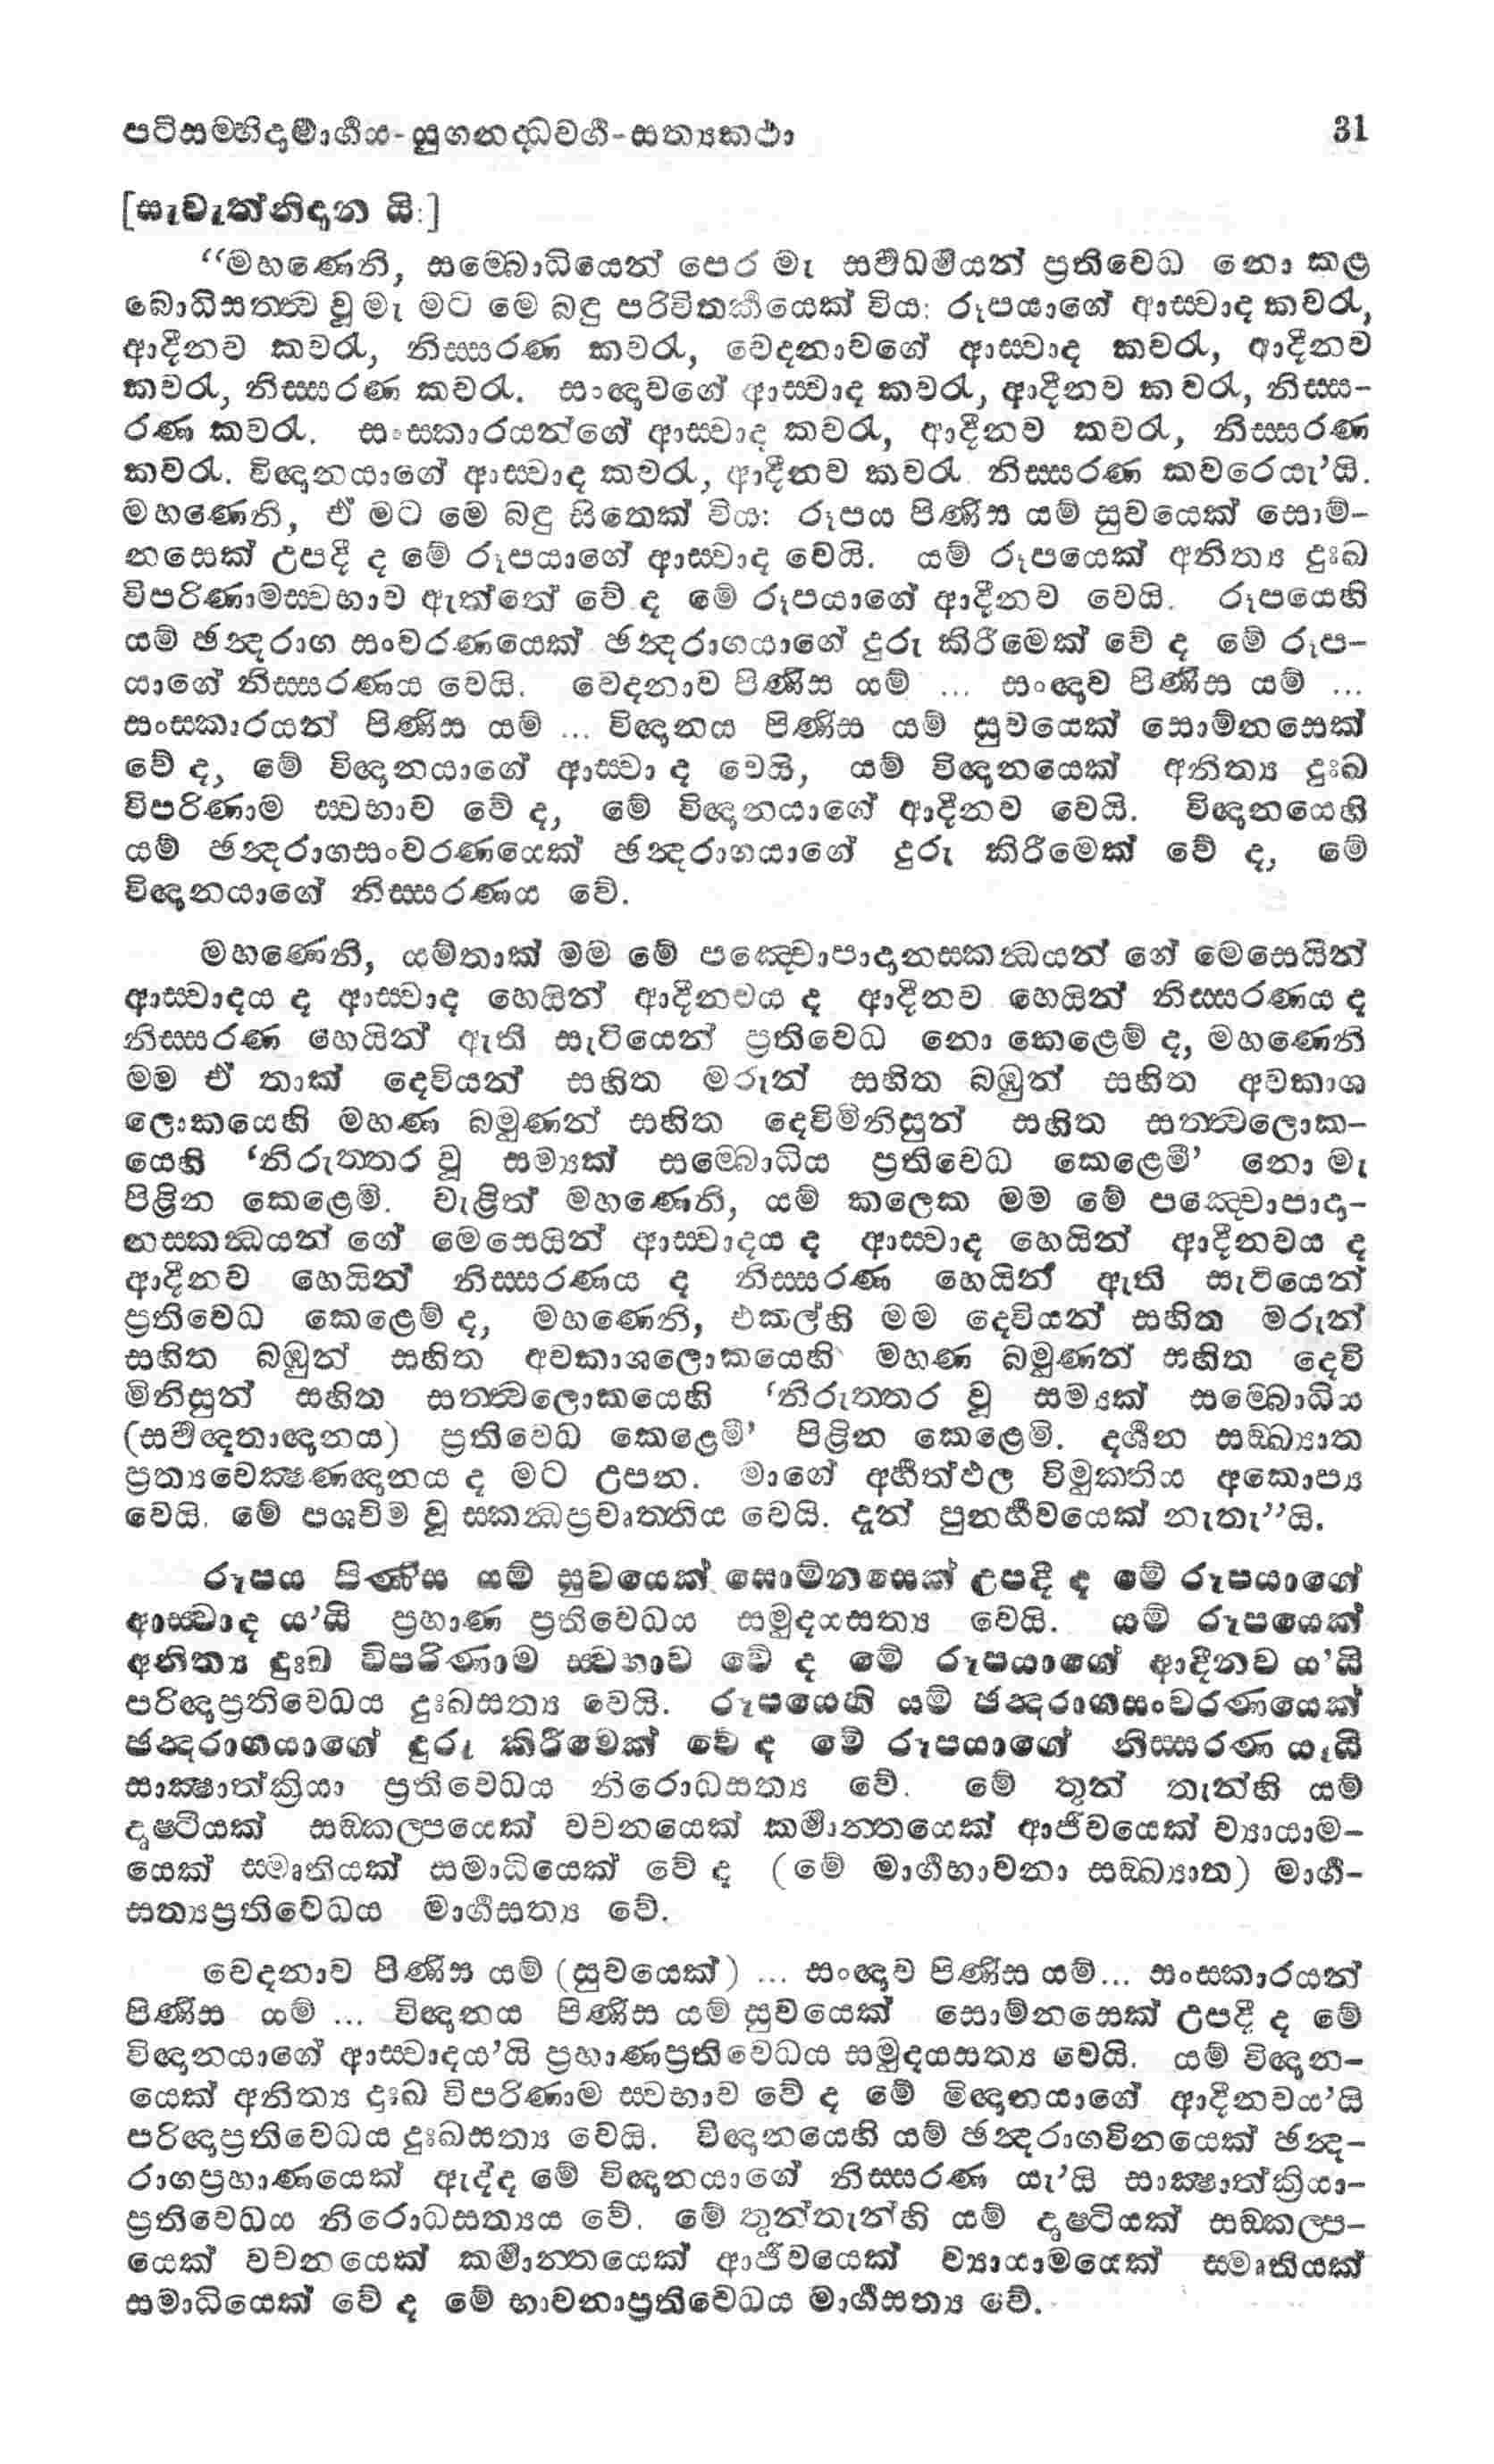 පටිසම්භිදාමාර්ගය-යුගනද්ධවර්ග-සත්‍යකථා 31
[සැවැත්නිදාන යි:]
“මහණෙනි, සම්බොධියෙන් පෙර මැ සර්වධර්මයන් ප්‍රතිවෙධ නො කළ
බොධිසත්ත්ව වූ මැ මට මෙ බඳු පරිවිතර්කයෙක් විය: රූපයාගේ ආස්වාද කවරැ,
ආදීනව කවරැ, නිස්සරණ කවරැ, වෙදනාවගේ ආස්වාද කවරැ, ආදීනව
කවරැ, නිස්සරණ කවරැ. සංඥාවගේ ආස්වාද කවරැ, ආදීනව කවරැ, නිස්ස-
රණ කවරැ. සංස්කාරයන්ගේ ආස්වාද කවරැ, ආදීනව කවරැ, නිස්සරණ
කවරැ. විඥානයාගේ ආස්වාද කවරැ, ආදීනව කවරැ නිස්සරණ කවරෙයැ’යි.
මහණෙනි, ඒ මට මෙ බඳු සිතෙක් විය: රූපය පිණිස යම් සුවයෙක් සොම්-
නසෙක් උපදී ද මේ රූපයාගේ ආස්වාද වෙයි. යම් රූපයෙක් අනිත්‍ය දුඃඛ
විපරිණාමස්වභාව ඇත්තේ වේ ද මේ රූපයාගේ ආදීනව වෙයි. රූපයෙහි
යම් ඡන්දරාග සංවරණයෙක් ඡන්දරාගයාගේ දුරු කිරීමෙක් වේ ද මේ රූප-
යාගේ නිස්සරණය වෙයි. වෙදනාව පිණිස යම් ... සංඥාව පිණිස යම් ...
සංස්කාරයන් පිණිස යම් ... විඥානය පිණිස යම් සුවයෙක් සොම්නසෙක්
වේ ද, මේ විඥානයාගේ ආස්වාද වෙයි, යම් විඥානයෙක් අනිත්‍ය දුඃඛ
විපරිණාම ස්වභාව වේ ද, මේ විඥානයාගේ ආදීනව වෙයි. විඥානයෙහි
යම් ඡන්දරාගසංවරණයෙක් ඡන්දරාගයාගේ දුරු කිරීමෙක් වේ ද, මේ
විඥානයාගේ නිස්සරණය වේ.
මහණෙනි, යම්තාක් මම මේ පඤ්චොපාදානස්කන්ධයන් ගේ මෙසෙයින්
ආස්වාදය ද ආස්වාද හෙයින් ආදීනවය ද ආදීනව හෙයින් නිස්සරණය ද
නිස්සරණ හෙයින් ඇති සැටියෙන් ප්‍රතිවෙධ නො කෙළෙම් ද, මහණෙනි
මම ඒ තාක් දෙවියන් සහිත මරුන් සහිත බඹුන් සහිත අවකාශ
ලොකයෙහි මහණ බමුණන් සහිත දෙවිමිනිසුන් සහිත සත්ත්වලොක-
යෙහි ‘නිරුත්තර වූ සම්‍යක් සම්බොධිය ප්‍රතිවෙධ කෙළෙමි’ නො මැ
පිළින කෙළෙමි. වැළිත් මහණෙනි, යම් කලෙක මම මේ පඤ්චොපාදා-
නස්කන්ධයන් ගේ මෙසෙයින් ආස්වාදය ද ආස්වාද හෙයින් ආදීනවය ද
ආදීනව හෙයින් නිස්සරණය ද නිස්සරණ හෙයින් ඇති සැටියෙන්
ප්‍රතිවෙධ කෙළෙම් ද, මහණෙනි, එකල්හි මම දෙවියන් සහිත මරුන්
සහිත බඹුන් සහිත අවකාශලොකයෙහි මහණ බමුණන් සහිත දෙවි
මිනිසුන් සහිත සත්ත්වලොකයෙහි ‘නිරුත්තර වූ සම්‍යක් සම්බොධිය
(සර්වඥතාඥානය) ප්‍රතිවෙධ කෙළෙමි’ පිළින කෙළෙමි. දර්ශන සඞ්ඛ්‍යාත
ප්‍රත්‍යවෙක්ෂණඥානය ද මට උපන. මාගේ අර්හත්ඵල විමුක්තිය අකොප්‍ය
වෙයි. මේ පශ්චිම වූ ස්කන්ධප්‍රවෘත්තිය වෙයි. දැන් පුනර්භවයෙක් නැතැ”යි.
රූපය පිණිස යම් සුවයෙක් සොම්නසෙක් උපදී ද මේ රූපයාගේ
ආස්වාද ය’යි ප්‍රහාණ ප්‍රතිවෙධය සමුදයසත්‍ය වෙයි. යම් රූපයෙක්
අනිත්‍ය දුඃඛ විපරිණාම ස්වභාව වේ ද මේ රූපයාගේ ආදීනව ය’යි
පරිඥාප්‍රතිවෙධය දුඃඛසත්‍ය වෙයි. රූපයෙහි යම් ඡන්දරාගසංවරණයෙක්
ඡන්දරාගයාගේ දුරු කිරීමෙක් වේ ද මේ රූපයාගේ නිස්සරණ යැයි
සාක්ෂාත්ක්‍රියා ප්‍රතිවෙධය නිරොධසත්‍ය වේ. මේ තුන් තැන්හි යම්
දෘෂ්ටියක් සඞ්කල්පයෙක් වචනයෙක් කර්මාන්තයෙක් ආජීවයෙක් ව්‍යායාම-
යෙක් ස්මෘතියක් සමාධියෙක් වේ ද (මේ මාර්ගභාවනා සඞ්ඛ්‍යාත) මාර්ග-
සත්‍යප්‍රතිවෙධය මාර්ගසත්‍ය වේ.
වෙදනාව පිණිස යම් (සුවයෙක්) ... සංඥාව පිණිස යම්... සංස්කාරයන්
පිණිස යම් ... විඥානය පිණිස යම් සුවයෙක් සොම්නසෙක් උපදී ද මේ
විඥානයාගේ ආස්වාදය’යි ප්‍රහාණප්‍රතිවෙධය සමුදයසත්‍ය වෙයි. යම් විඥාන-
යෙක් අනිත්‍ය දුඃඛ විපරිණාම ස්වභාව වේ ද මේ විඥානයාගේ ආදීනවය’යි
පරිඥාප්‍රතිවෙධය දුඃඛසත්‍ය වෙයි. විඥානයෙහි යම් ඡන්දරාගවිනයෙක් ඡන්ද-
රාගප්‍රහාණයෙක් ඇද්ද මේ විඥානයාගේ නිස්සරණ යැ’යි සාක්ෂාත්ක්‍රියා-
ප්‍රතිවෙධය නිරොධසත්‍යය වේ. මේ තුන්තැන්හි යම් දෘෂ්ටියක් සඞ්කල්ප-
යෙක් වචනයෙක් කර්මාන්තයෙක් ආජීවයෙක් ව්‍යායාමයෙක් ස්මෘතියක්
සමාධියෙක් වේ ද මේ භාවනාප්‍රතිවෙධය මාර්ගසත්‍ය වේ.